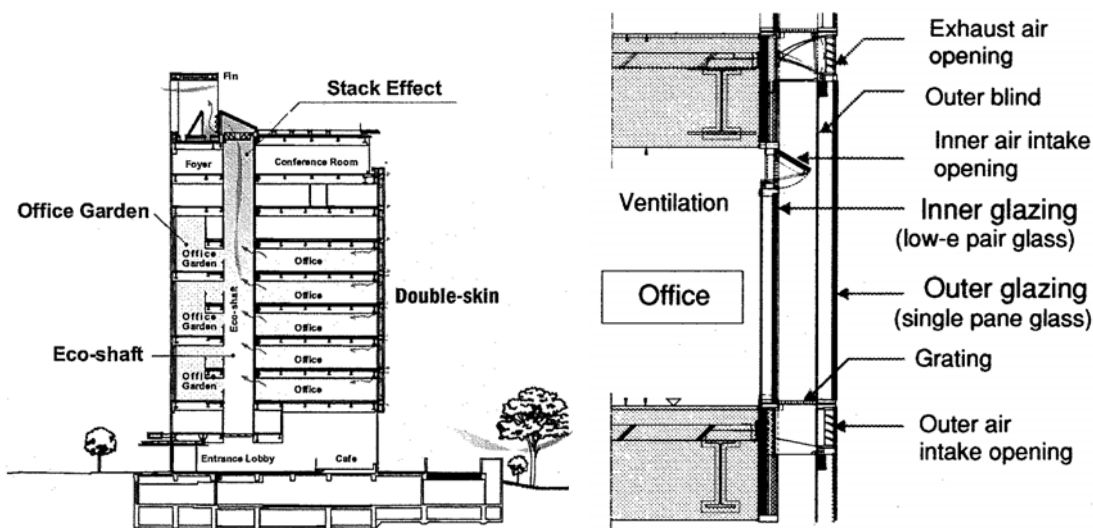 Fin
Stack Effect
Foyer
Conference Room
Office Garden
Office
Garden
Office
Office
Garden
Office
Eco-shaft
Double-skin
Office
Garden
Office
Eco-shaft
Office
Office
Garden
Office
Entrance Lobby
Cafe
Exhaust air
opening
Outer blind
Inner air intake
opening
Ventilation
Inner glazing
(low-e pair glass)
Office
Outer glazing
(single pane glass)
Grating
Outer air
intake opening